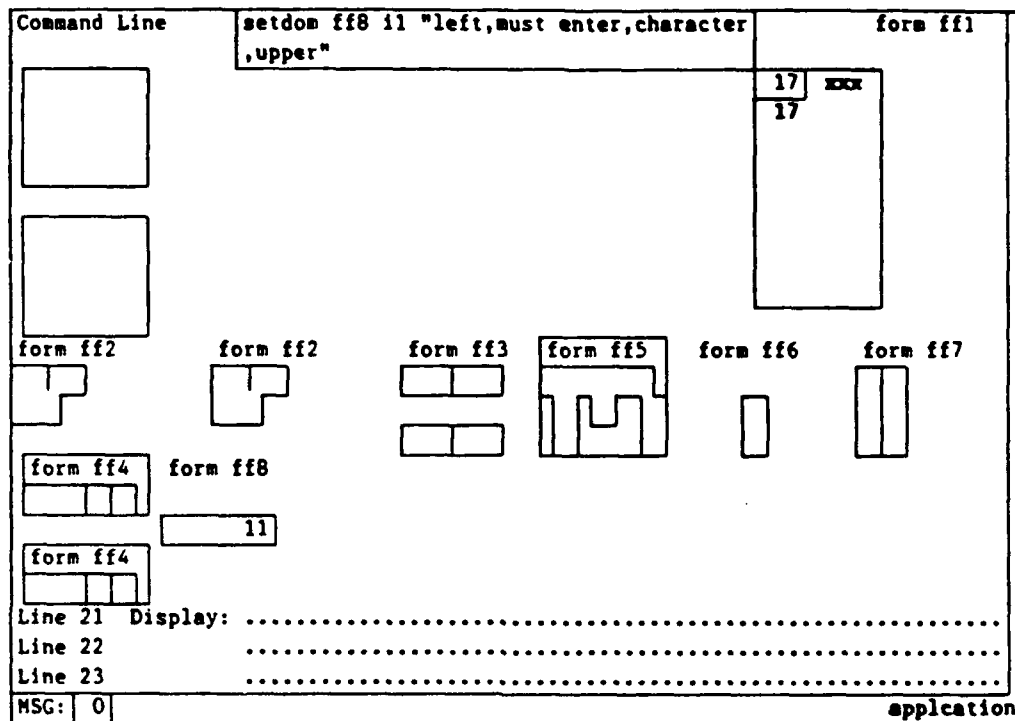 Command Line setdom ff8 i1 "left,must enter,character form ff1
,upper"
17 xxx
17
form ff2 form ff2 form ff3 form ff5 form ff6 form ff7
form ff4 form ff8
11
form ff4
Line 21 Display: ............................................................
Line 22 ............................................................
Line 23 ............................................................
MSG: 0 applcation